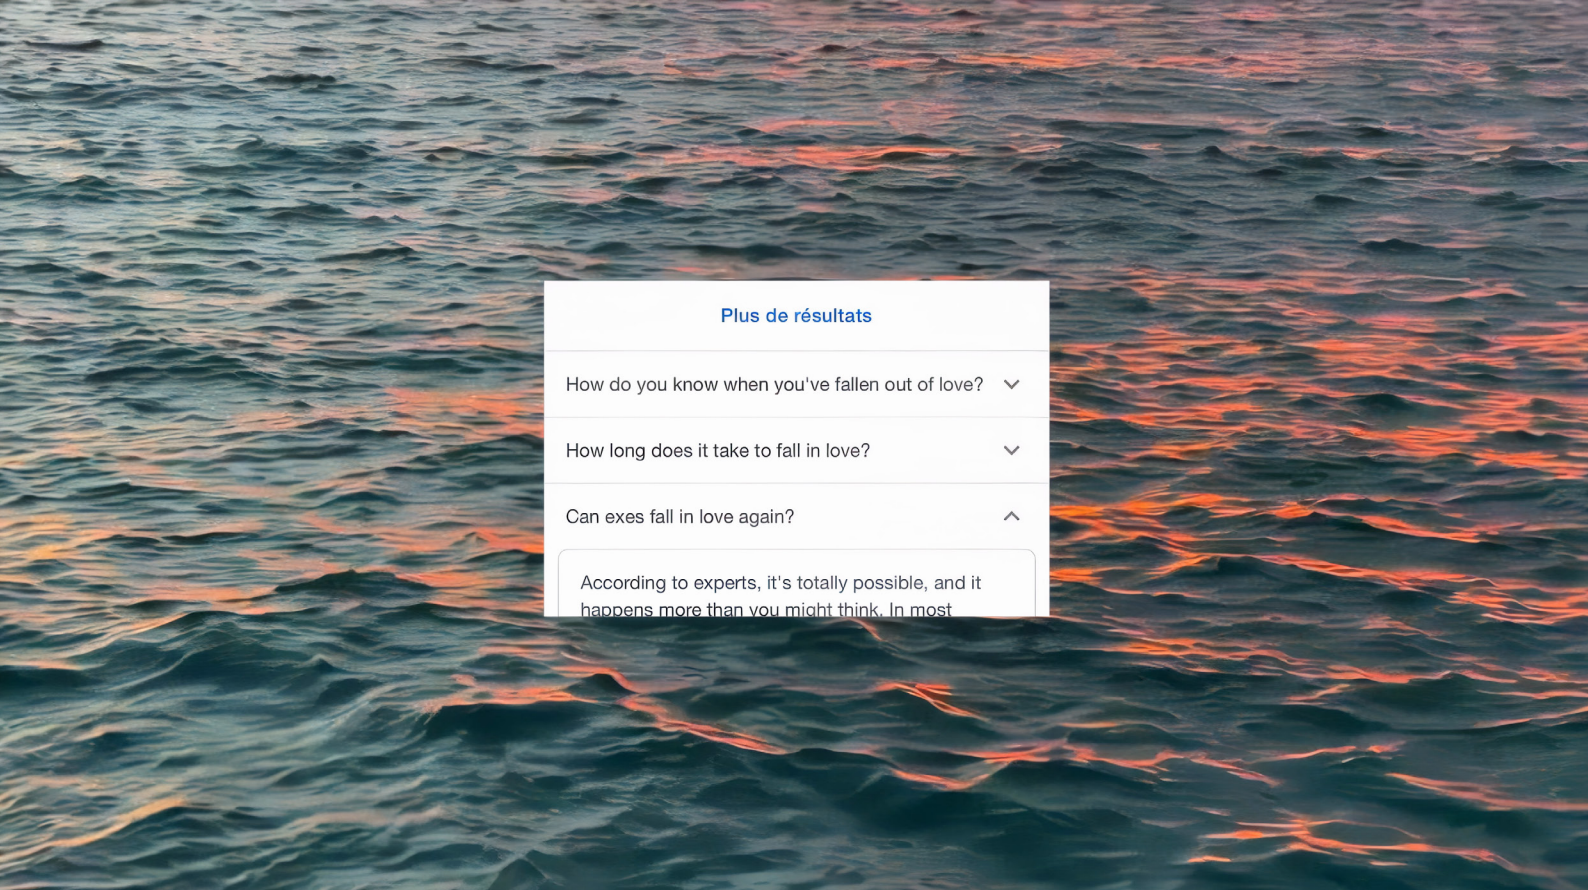 Plus de résultats
How do you know when you've fallen out of love?
How long does it take to fall in love?
Can exes fall in love again?
According to experts, it's totally possible, and it
happens more than you might think. In most